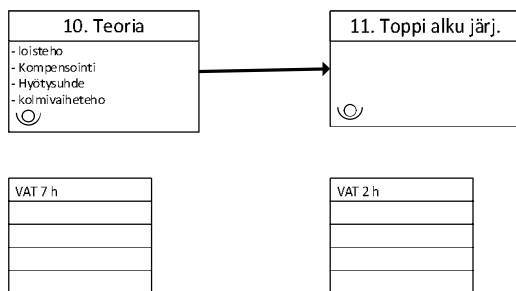 10. Teoria
- loisteho
- Kompensointi
- Hyötysuhde
- kolmivaiheteho
11. Toppi alku järj.
VAT 7 h
VAT 2 h